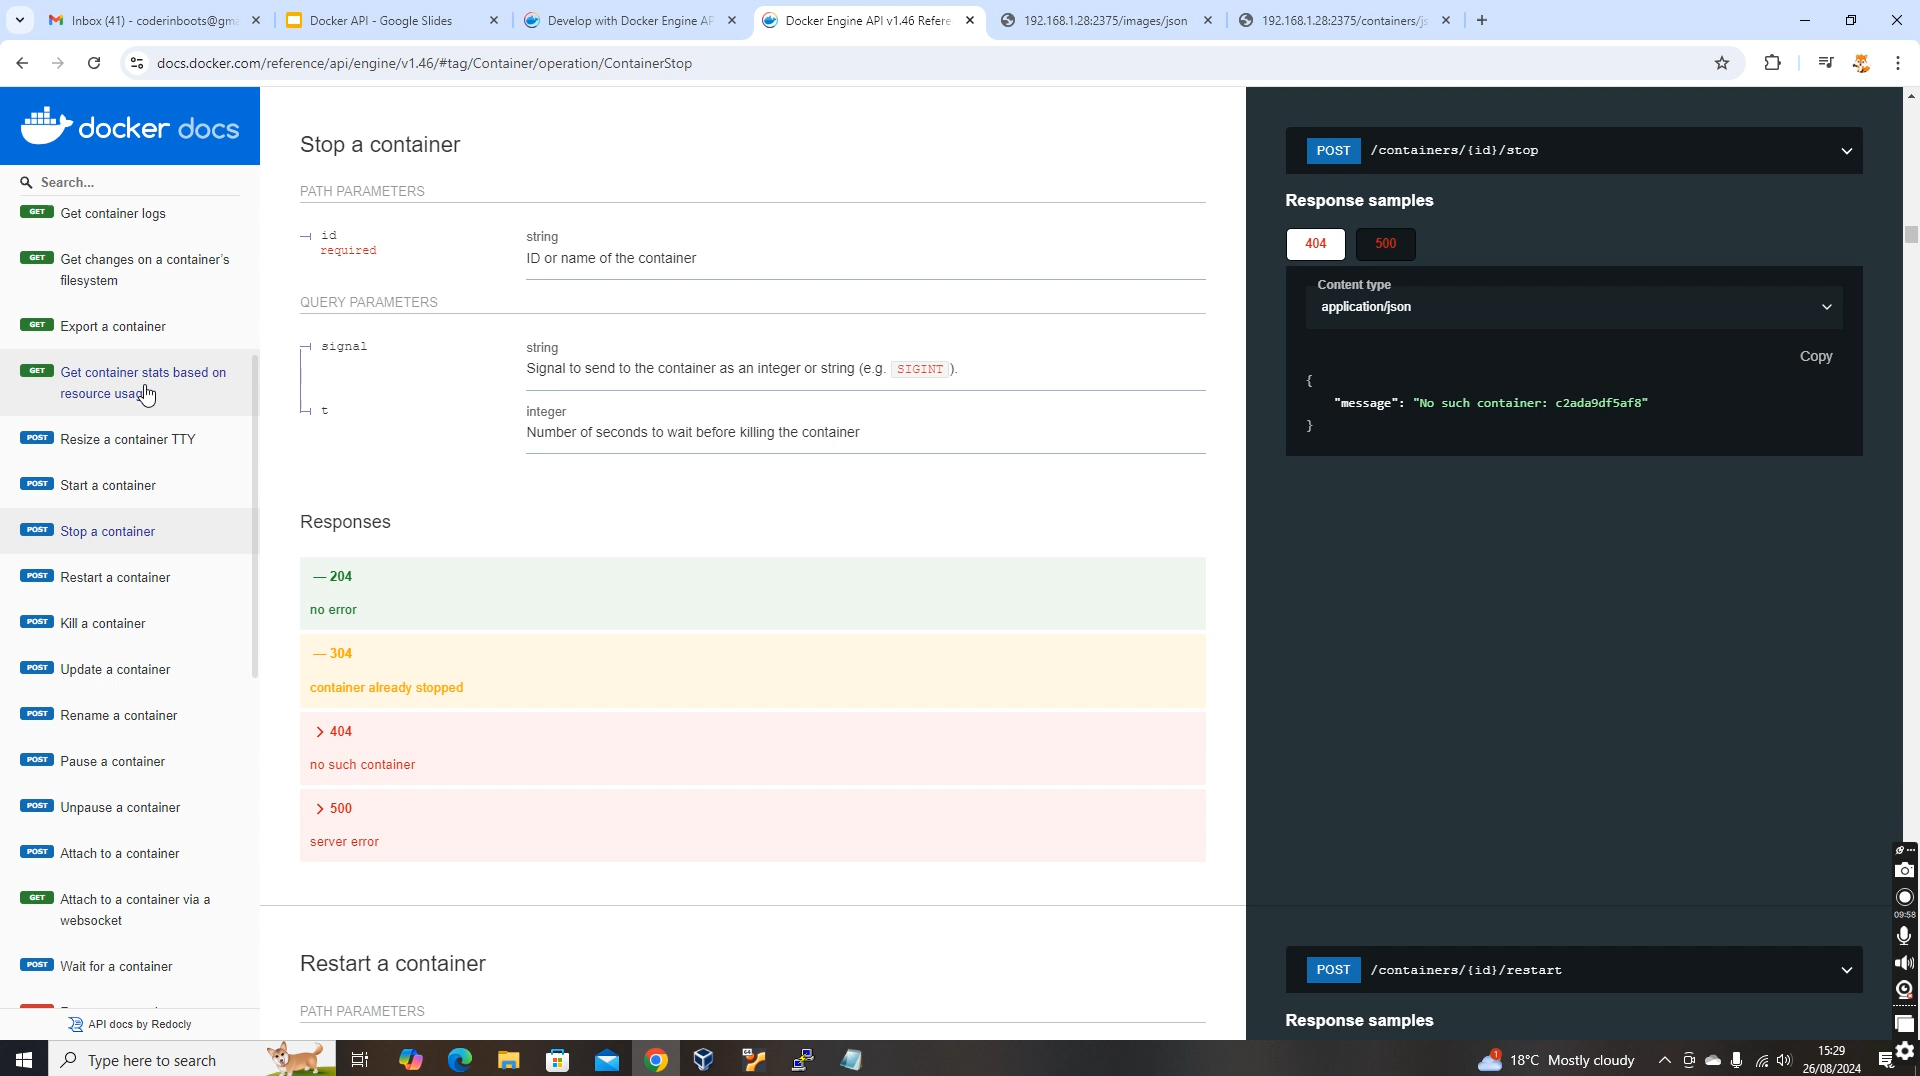 Inbox (41) - coderinboots@gm
Docker API - Google Slides
Develop with Docker Engine AP
Docker Engine API v1.46 Refere
192.168.1.28:2375/images/json
192.168.1.28:2375/containers/js
docs.docker.com/reference/api/engine/v1.46/#tag/Container/operation/ContainerStop
docker docs
Search...
GET Get container logs
GET Get changes on a container's
filesystem
GET Export a container
GET Get container stats based on
resource usag
POST Resize a container TTY
POST Start a container
POST Stop a container
POST Restart a container
POST Kill a container
POST Update a container
POST Rename a container
POST Pause a container
POST Unpause a container
POST Attach to a container
GET Attach to a container via a
websocket
POST Wait for a container
API docs by Redocly
Stop a container
PATH PARAMETERS
id
required
string
ID or name of the container
QUERY PARAMETERS
signal
string
Signal to send to the container as an integer or string (e.g. SIGINT ).
t
integer
Number of seconds to wait before killing the container
Responses
— 204
no error
— 304
container already stopped
> 404
no such container
> 500
server error
Restart a container
PATH PARAMETERS
POST /containers/{id}/stop
Response samples
404 500
Content type
application/json
Copy
{
"message": "No such container: c2ada9df5af8"
}
POST /containers/{id}/restart
Response samples
09:58
Type here to search
18°C Mostly cloudy
15:29
26/08/2024